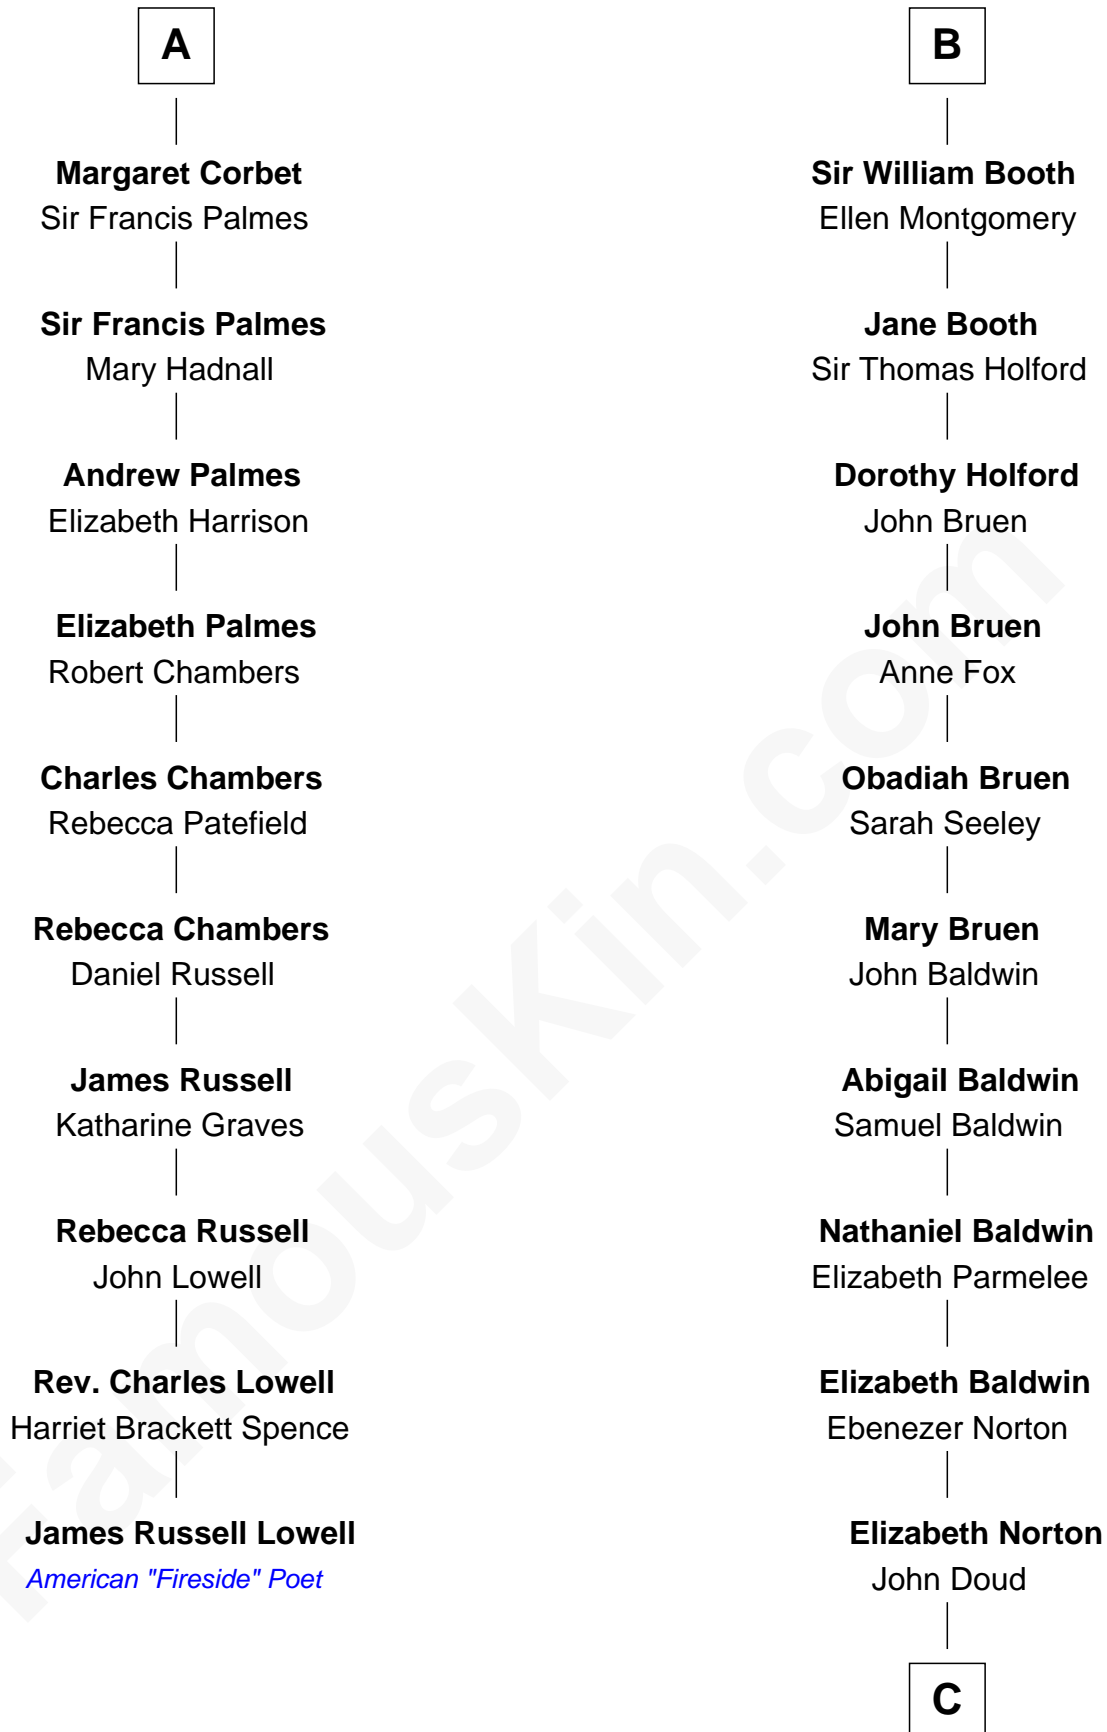 A
Margaret Corbet
Sir Francis Palmes
Sir Francis Palmes
Mary Hadnall
Andrew Palmes
Elizabeth Harrison
Elizabeth Palmes
Robert Chambers
Charles Chambers
Rebecca Patefield
Rebecca Chambers
Daniel Russell
James Russell
Katharine Graves
Rebecca Russell
John Lowell
Rev. Charles Lowell
Harriet Brackett Spence
James Russell Lowell
American "Fireside" Poet
B
Sir William Booth
Ellen Montgomery
Jane Booth
Sir Thomas Holford
Dorothy Holford
John Bruen
John Bruen
Anne Fox
Obadiah Bruen
Sarah Seeley
Mary Bruen
John Baldwin
Abigail Baldwin
Samuel Baldwin
Nathaniel Baldwin
Elizabeth Parmelee
Elizabeth Baldwin
Ebenezer Norton
Elizabeth Norton
John Doud
C
FamousKin.com